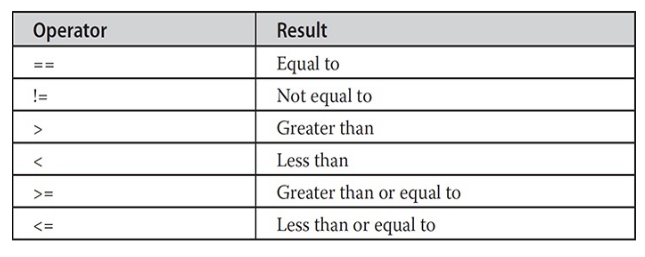 Operator Result
== Equal to
!= Not equal to
> Greater than
< Less than
>= Greater than or equal to
<= Less than or equal to